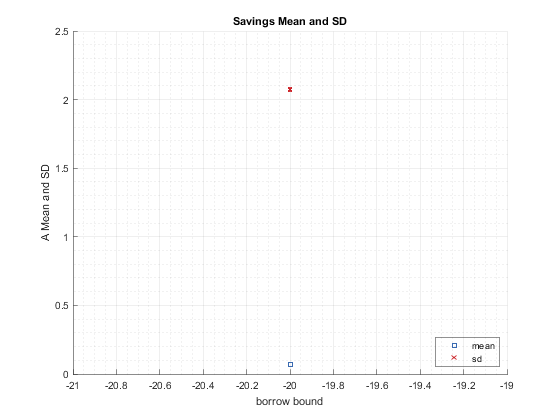 Savings Mean and SD
2.5
2
1.5
1
0.5
0
A Mean and SD
mean
sd
-21 -20.8 -20.6 -20.4 -20.2 -20 -19.8 -19.6 -19.4 -19.2 -19
borrow bound